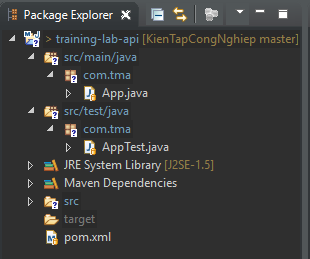 Package Explorer
> training-lab-api [KienTapCongNghiep master]
src/main/java
com.tma
App.java
src/test/java
com.tma
AppTest.java
JRE System Library [J2SE-1.5]
Maven Dependencies
src
target
pom.xml